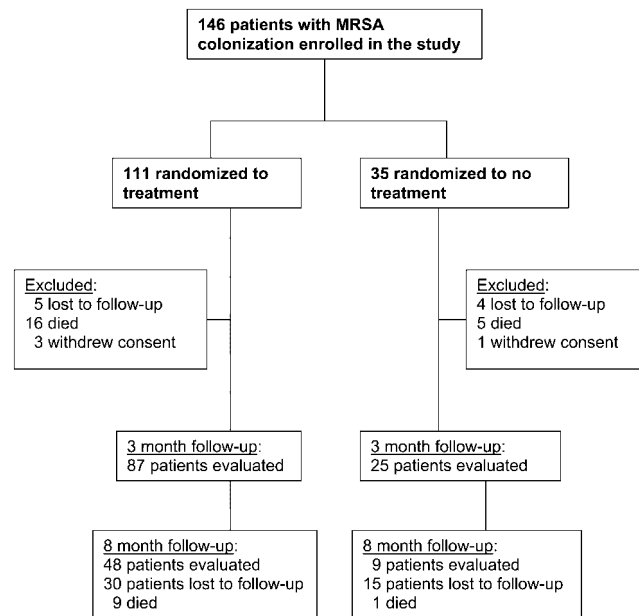 146 patients with MRSA
colonization enrolled in the study
111 randomized to
treatment
35 randomized to no
treatment
Excluded:
5 lost to follow-up
16 died
3 withdrew consent
Excluded:
4 lost to follow-up
5 died
1 withdrew consent
3 month follow-up:
87 patients evaluated
3 month follow-up:
25 patients evaluated
8 month follow-up:
48 patients evaluated
30 patients lost to follow-up
9 died
8 month follow-up:
9 patients evaluated
15 patients lost to follow-up
1 died